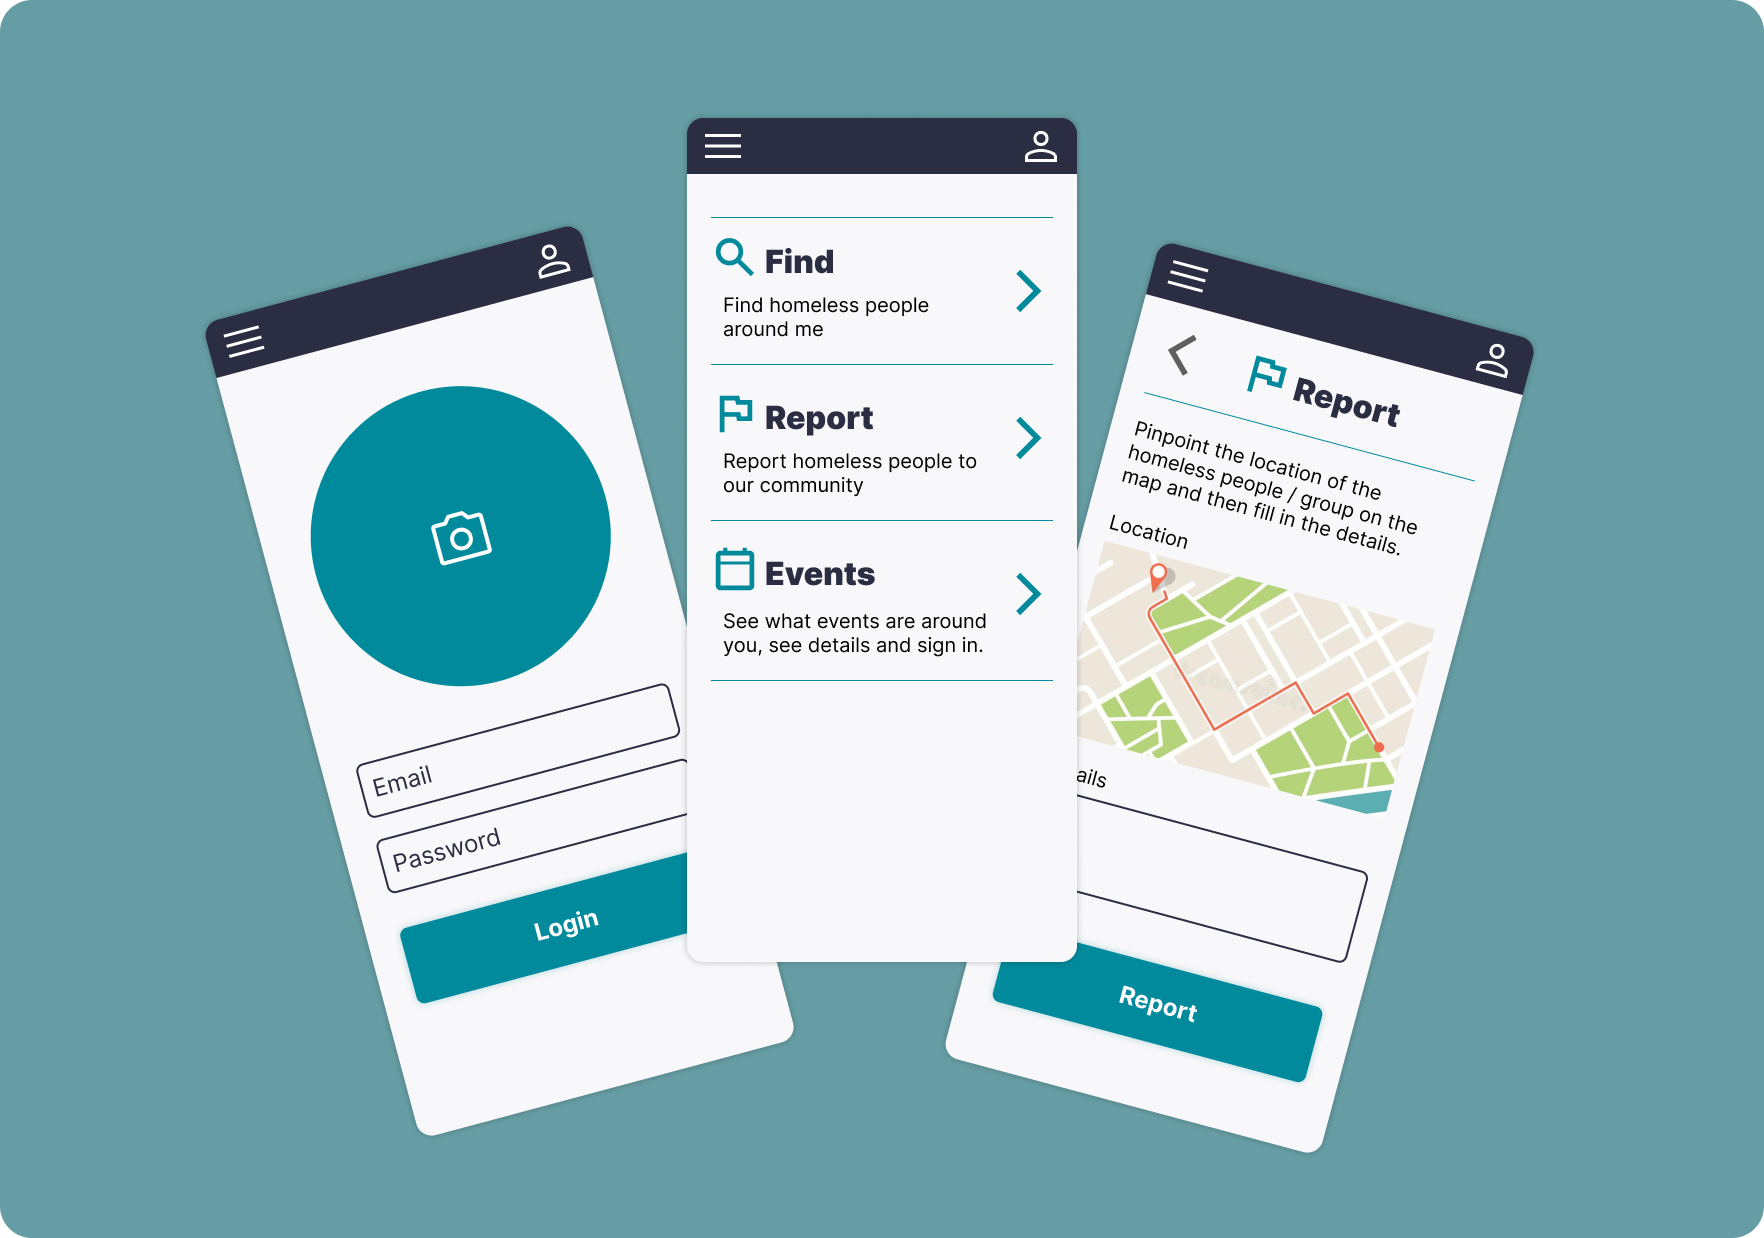 Email
Password
Login
Find
Find homeless people
around me
Report
Report homeless people to
our community
Events
See what events are around
you, see details and sign in.
Report
Pinpoint the location of the
homeless people / group on the
map and then fill in the details.
Location
ails
Report